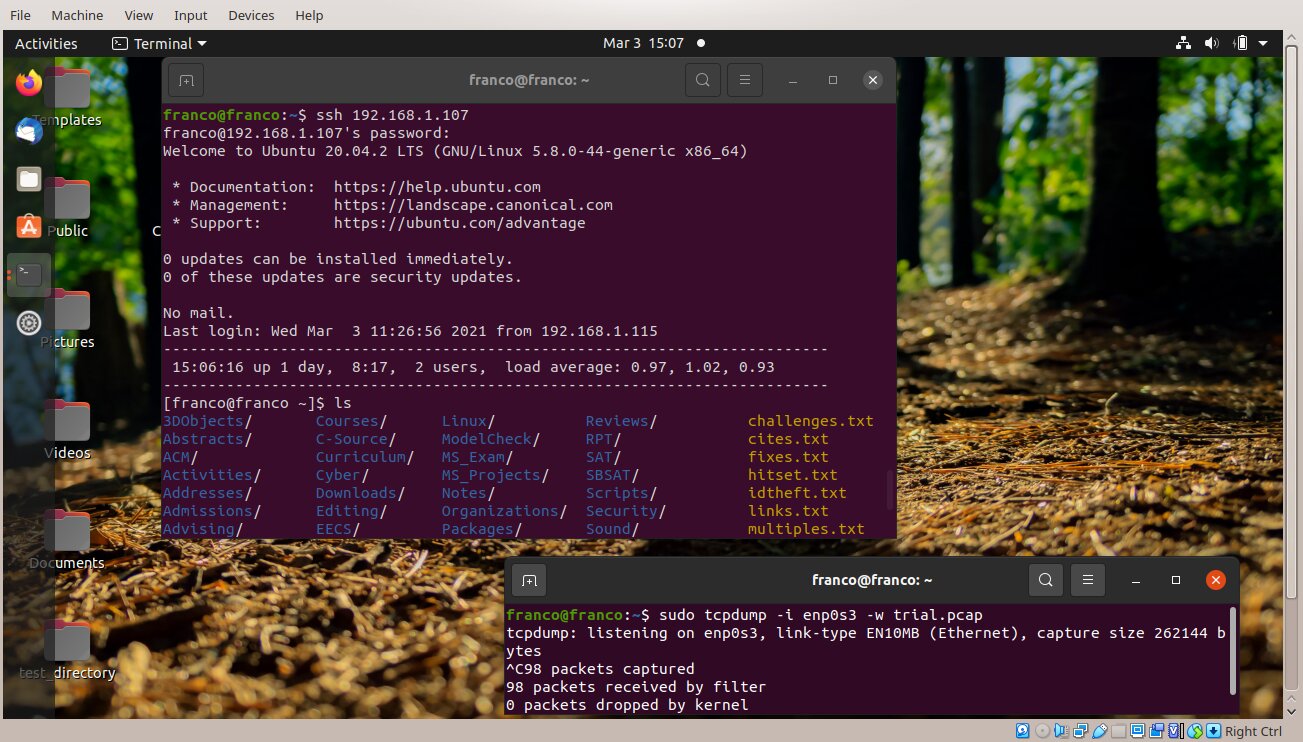 File Machine View Input Devices Help
Activities Terminal Mar 3 15:07
Templates
Public
C
Pictures
Videos
Documents
test_directory
franco@franco: ~
franco@franco:~$ ssh 192.168.1.107
franco@192.168.1.107's password:
Welcome to Ubuntu 20.04.2 LTS (GNU/Linux 5.8.0-44-generic x86_64)
* Documentation: https://help.ubuntu.com
* Management: https://landscape.canonical.com
* Support: https://ubuntu.com/advantage
0 updates can be installed immediately.
0 of these updates are security updates.
No mail.
Last login: Wed Mar 3 11:26:56 2021 from 192.168.1.115
--------------------------------------------------------------------------
15:06:16 up 1 day, 8:17, 2 users, load average: 0.97, 1.02, 0.93
--------------------------------------------------------------------------
[franco@franco ~]$ ls
3DObjects/ Courses/ Linux/ Reviews/ challenges.txt
Abstracts/ C-Source/ ModelCheck/ RPT/ cites.txt
ACM/ Curriculum/ MS_Exam/ SAT/ fixes.txt
Activities/ Cyber/ MS_Projects/ SBSAT/ hitset.txt
Addresses/ Downloads/ Notes/ Scripts/ idtheft.txt
Admissions/ Editing/ Organizations/ Security/ links.txt
Advising/ EECS/ Packages/ Sound/ multiples.txt
franco@franco: ~
franco@franco:~$ sudo tcpdump -i enp0s3 -w trial.pcap
tcpdump: listening on enp0s3, link-type EN10MB (Ethernet), capture size 262144 b
ytes
^C98 packets captured
98 packets received by filter
0 packets dropped by kernel
Right Ctrl